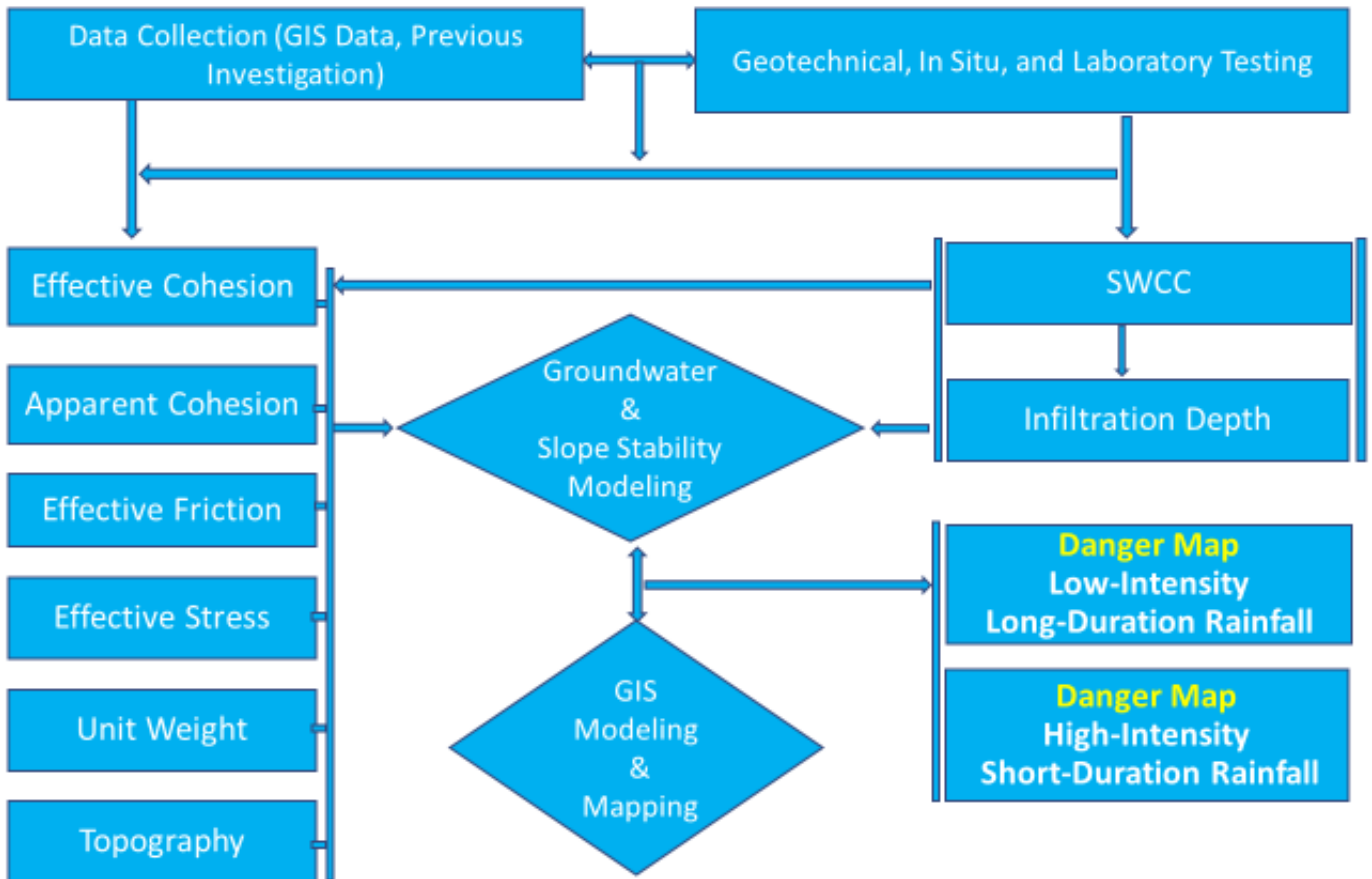 Data Collection (GIS Data, Previous
Investigation)
Geotechnical, In Situ, and Laboratory Testing
Effective Cohesion
Apparent Cohesion
Effective Friction
Effective Stress
Unit Weight
Topography
Groundwater
&
Slope Stability
Modeling
GIS
Modeling
&
Mapping
SWCC
Infiltration Depth
Danger Map
Low-Intensity
Long-Duration Rainfall
Danger Map
High-Intensity
Short-Duration Rainfall